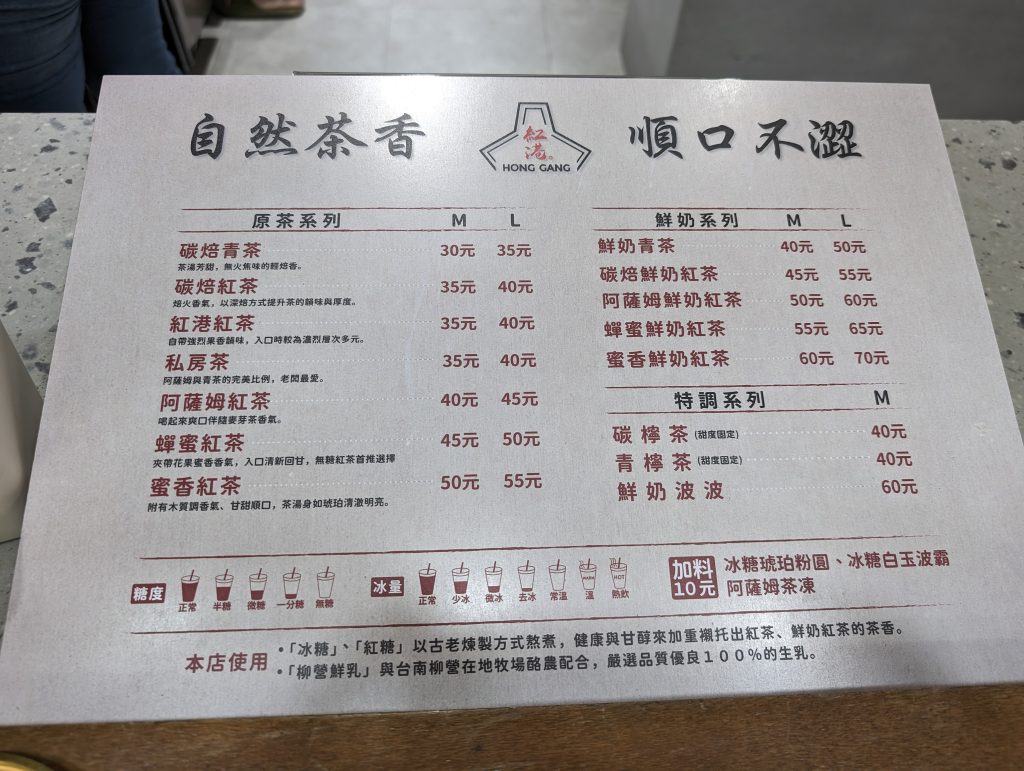 自然茶香
紅港。
HONG GANG
順口不澀
原茶系列 M L
碳焙青茶 30元 35元
茶湯芳甜，無火焦味的輕焙香。
碳焙紅茶 35元 40元
焙火香氣，以深焙方式提升茶的韻味與厚度。
紅港紅茶 35元 40元
自帶強烈果香韻味，入口時較為濃烈層次多元。
私房茶 35元 40元
阿薩姆與青茶的完美比例，老闆最愛。
阿薩姆紅茶 40元 45元
喝起來爽口伴隨麥芽茶香氣。
蟬蜜紅茶 45元 50元
夾帶花果蜜香香氣，入口清新回甘，無糖紅茶首推選擇
蜜香紅茶 50元 55元
附有木質調香氣、甘甜順口，茶湯身如琥珀清澈明亮。
鮮奶系列 M L
鮮奶青茶 40元 50元
碳焙鮮奶紅茶 45元 55元
阿薩姆鮮奶紅茶 50元 60元
蟬蜜鮮奶紅茶 55元 65元
蜜香鮮奶紅茶 60元 70元
特調系列 M
碳檸茶 (甜度固定) 40元
青檸茶 (甜度固定) 40元
鮮奶波波 60元
糖度 正常 半糖 微糖 一分糖 無糖
冰量 正常 少冰 微冰 去冰 常溫 溫 熱飲
WARM HOT
加料10元 冰糖琥珀粉圓、冰糖白玉波霸
阿薩姆茶凍
本店使用
•「冰糖」、「紅糖」以古老煉製方式熬煮，健康與甘醇來加重襯托出紅茶、鮮奶紅茶的茶香。
•「柳營鮮乳」與台南柳營在地牧場酪農配合，嚴選品質優良１００%的生乳。